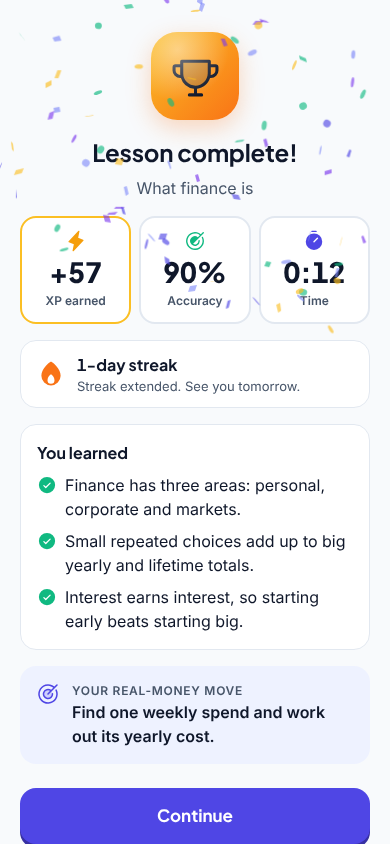 Lesson complete!
What finance is
+57
XP earned
90%
Accuracy
0:12
Time
1-day streak
Streak extended. See you tomorrow.
You learned
Finance has three areas: personal,
corporate and markets.
Small repeated choices add up to big
yearly and lifetime totals.
Interest earns interest, so starting
early beats starting big.
YOUR REAL-MONEY MOVE
Find one weekly spend and work
out its yearly cost.
Continue